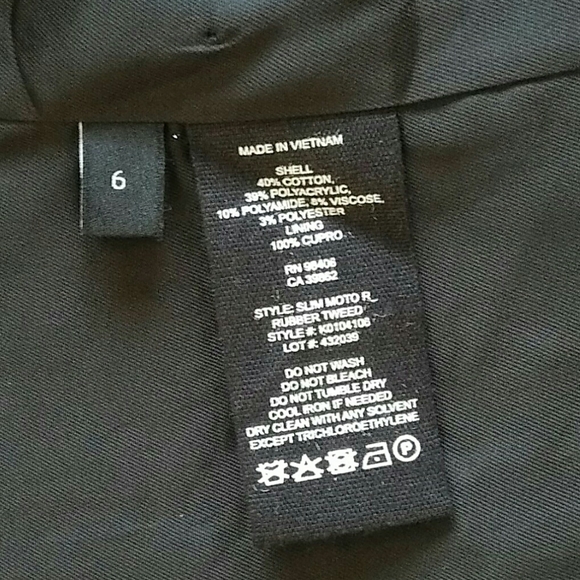 6
MADE IN VIETNAM
SHELL
40% COTTON,
39% POLYACRYLIC,
10% POLYAMIDE, 8% VISCOSE,
3% POLYESTER
LINING
100% CUPRO
RN 98406
CA 39862
STYLE: SLIM MOTO R_
RUBBER TWEED
STYLE #: K0104106
LOT #: 432039
DO NOT WASH
DO NOT BLEACH
DO NOT TUMBLE DRY
COOL IRON IF NEEDED
DRY CLEAN WITH ANY SOLVENT
EXCEPT TRICHLOROETHYLENE
P